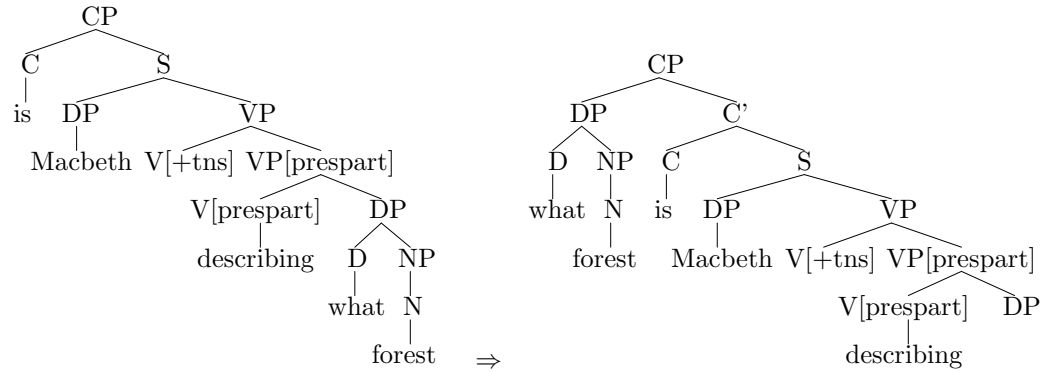 CP
C S
is DP VP
Macbeth V[+tns] VP[prespart]
V[prespart] DP
describing D NP
what N
forest
⇒
CP
DP C’
D NP C S
what N is DP VP
forest Macbeth V[+tns] VP[prespart]
V[prespart] DP
describing